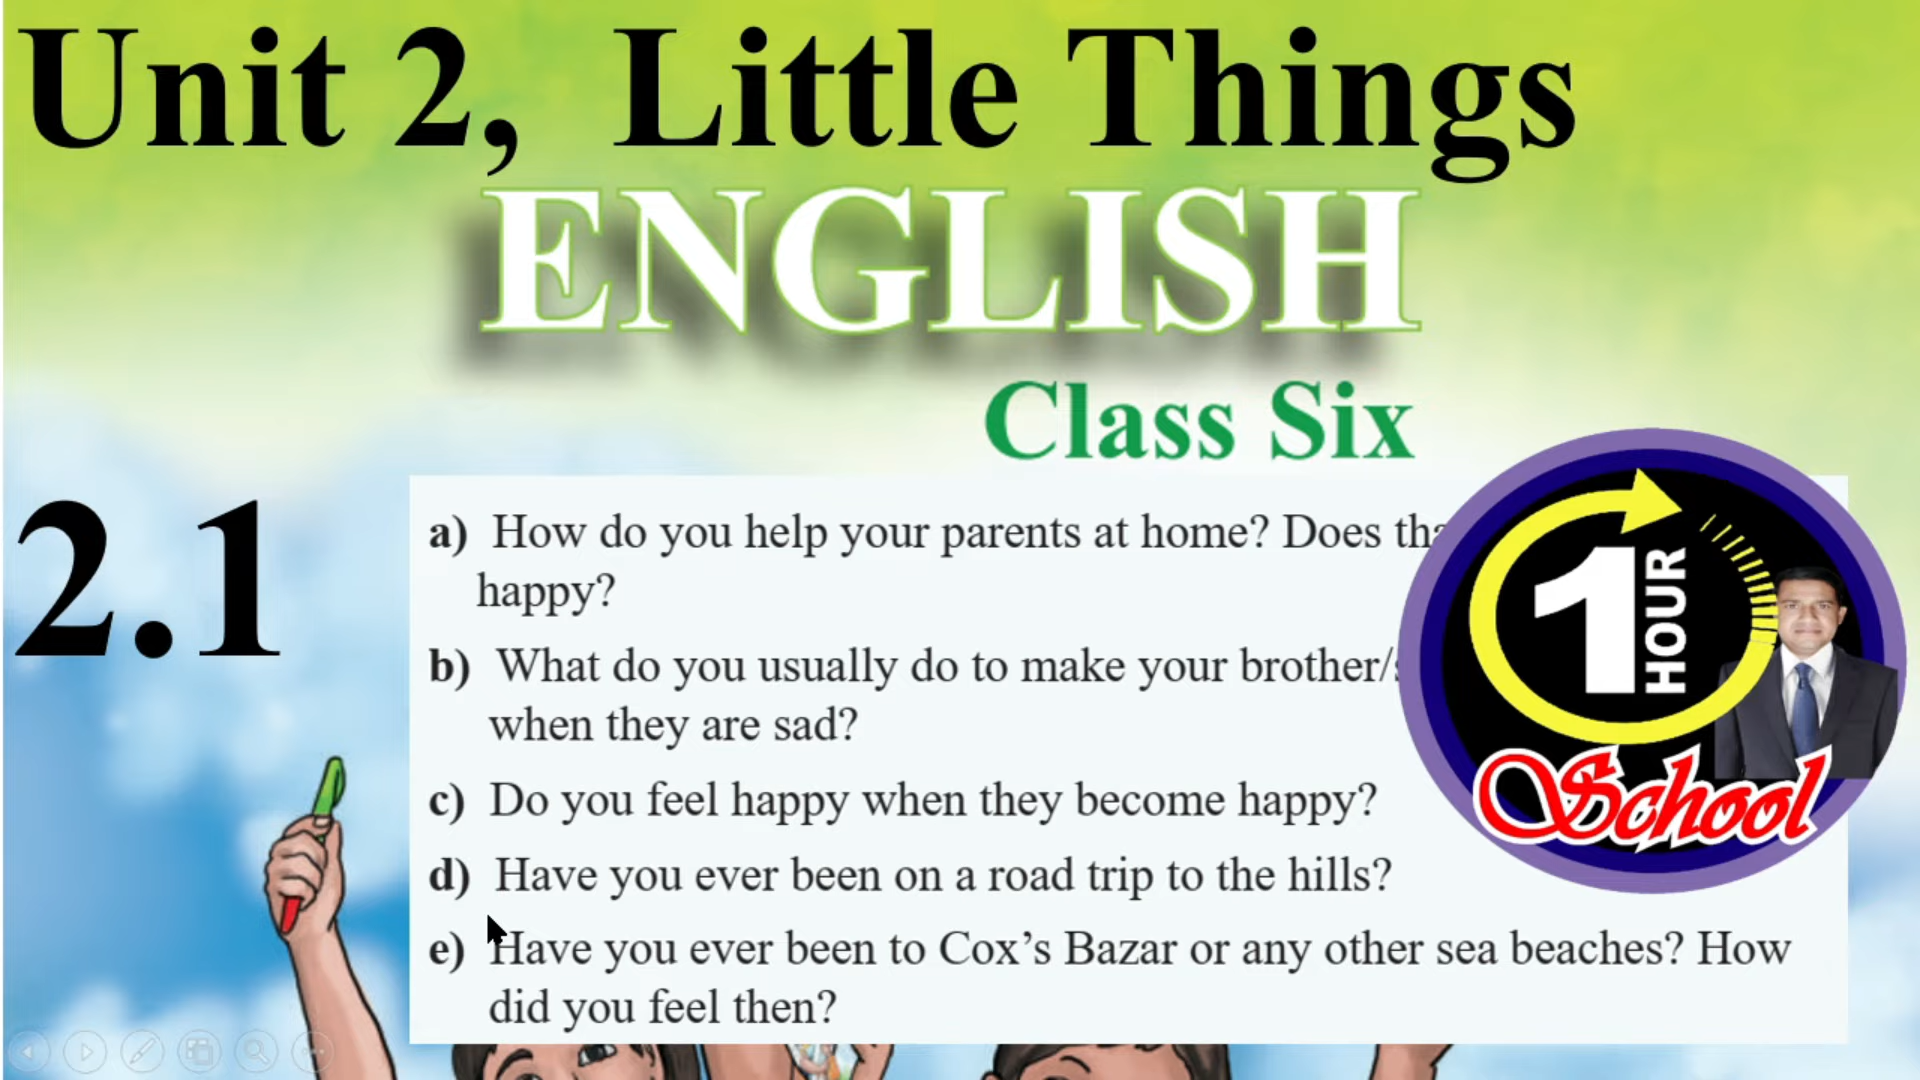 Unit 2, Little Things
ENGLISH
Class Six
2.1
a) How do you help your parents at home? Does
happy?
b) What do you usually do to make your brother/
when they are sad?
c) Do you feel happy when they become happy?
d) Have you ever been on a road trip to the hills?
e) Have you ever been to Cox's Bazar or any other sea beaches? How
did you feel then?
1 HOUR
School